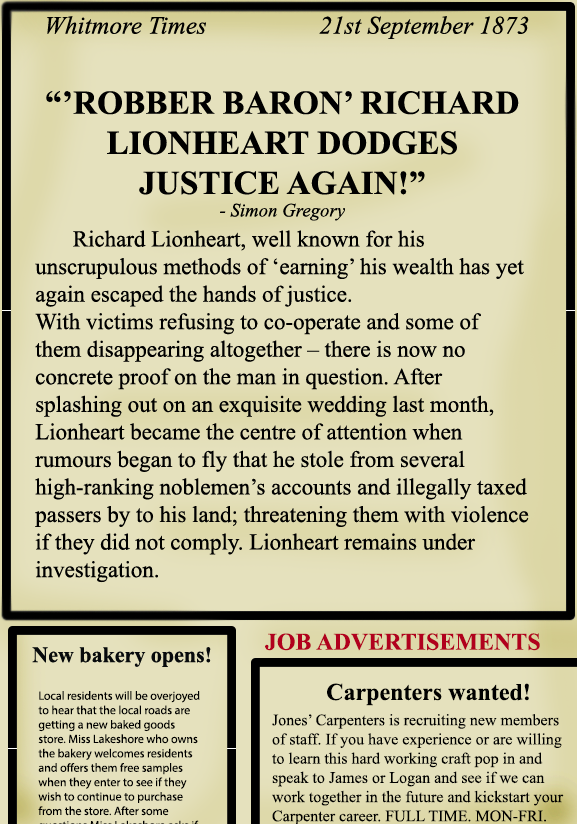 Whitmore Times 21st September 1873
“’ROBBER BARON’ RICHARD
LIONHEART DODGES
JUSTICE AGAIN!”
- Simon Gregory
Richard Lionheart, well known for his
unscrupulous methods of ‘earning’ his wealth has yet
again escaped the hands of justice.
With victims refusing to co-operate and some of
them disappearing altogether – there is now no
concrete proof on the man in question. After
splashing out on an exquisite wedding last month,
Lionheart became the centre of attention when
rumours began to fly that he stole from several
high-ranking noblemen’s accounts and illegally taxed
passers by to his land; threatening them with violence
if they did not comply. Lionheart remains under
investigation.
New bakery opens!
Local residents will be overjoyed
to hear that the local roads are
getting a new baked goods
store. Miss Lakeshore who owns
the bakery welcomes residents
and offers them free samples
when they enter to see if they
wish to continue to purchase
from the store. After some
questions Miss Lakeshore
JOB ADVERTISEMENTS
Carpenters wanted!
Jones’ Carpenters is recruiting new members
of staff. If you have experience or are willing
to learn this hard working craft pop in and
speak to James or Logan and see if we can
work together in the future and kickstart your
Carpenter career. FULL TIME. MON-FRI.